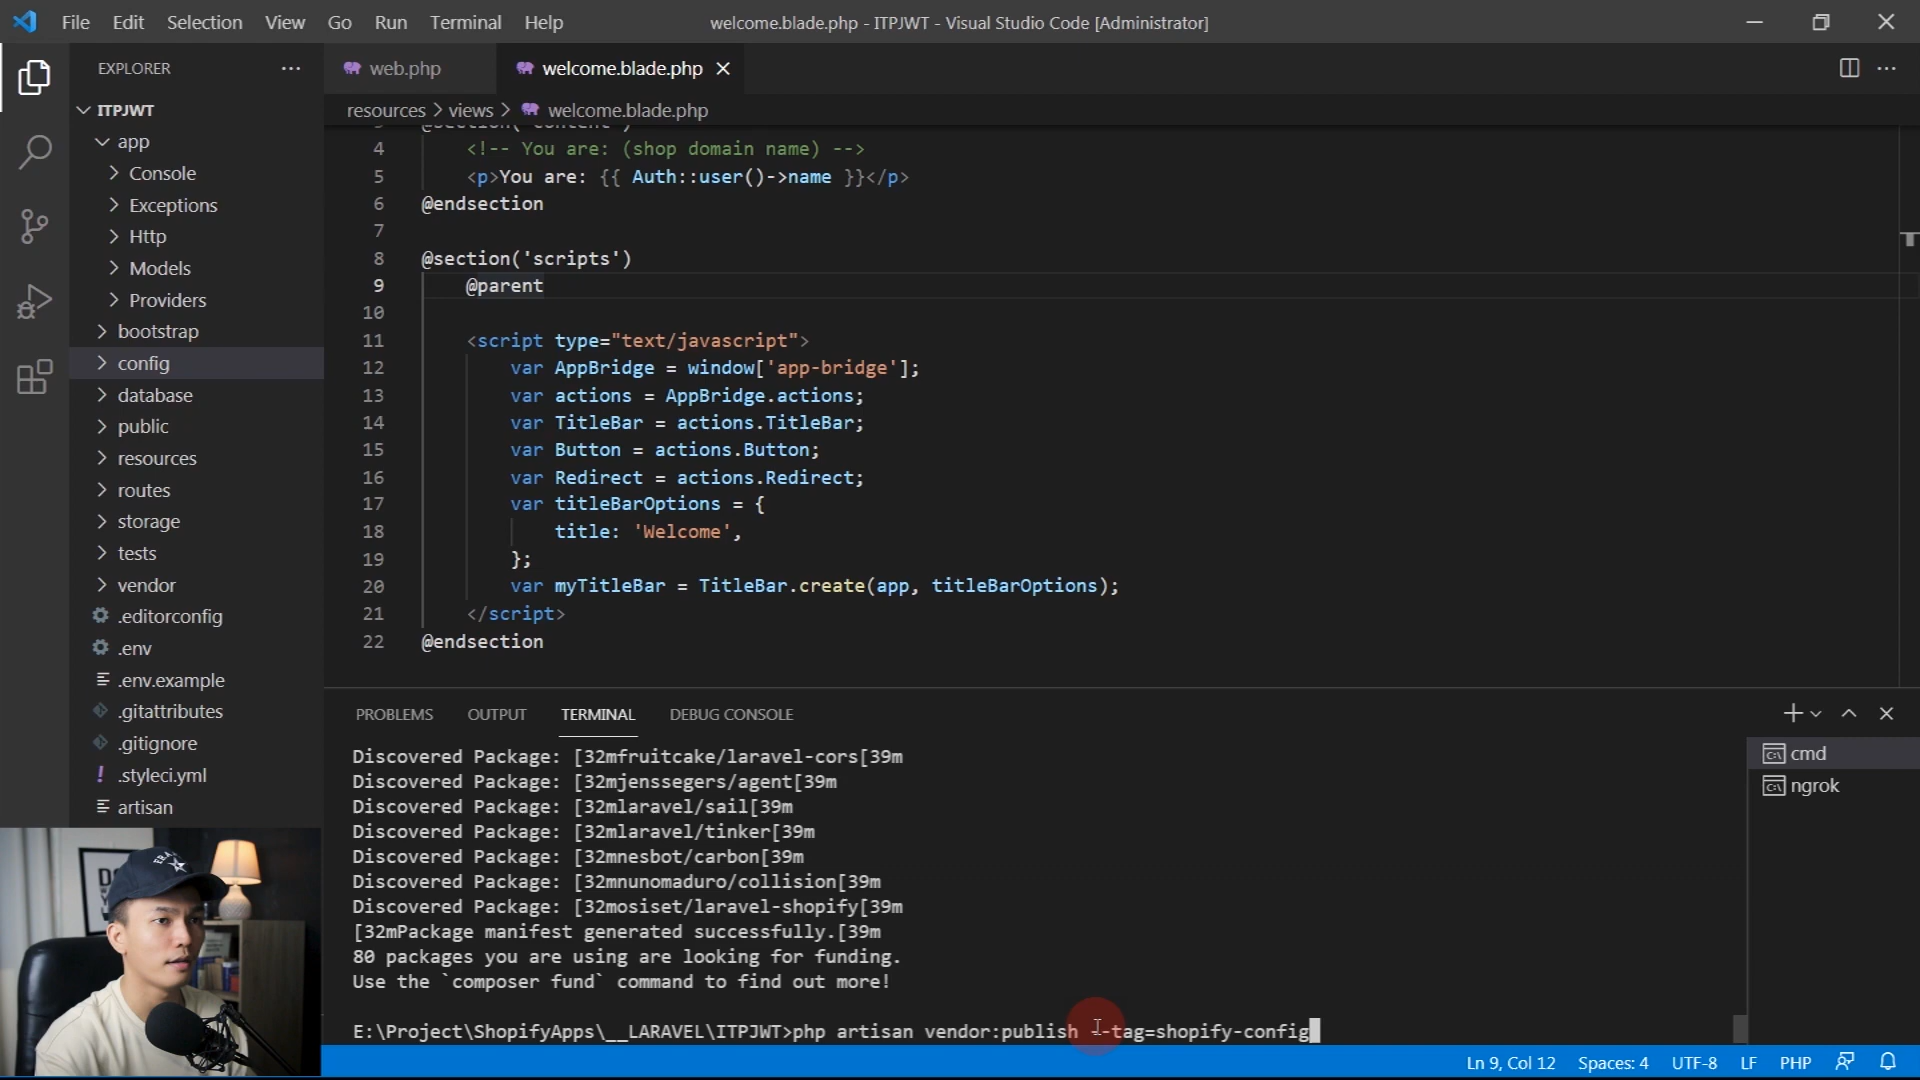 File Edit Selection View Go Run Terminal Help
welcome.blade.php - ITPJWT - Visual Studio Code [Administrator]
EXPLORER
web.php
welcome.blade.php
resources > views > welcome.blade.php
ITPJWT
app
Console
Exceptions
Http
Models
Providers
bootstrap
config
database
public
resources
routes
storage
tests
vendor
.editorconfig
.env
.env.example
.gitattributes
.gitignore
.styleci.yml
artisan
4 <!-- You are: (shop domain name) -->
5 <p>You are: {{ Auth::user()->name }}</p>
6 @endsection
7
8 @section('scripts')
9 @parent
10
11 <script type="text/javascript">
12 var AppBridge = window['app-bridge'];
13 var actions = AppBridge.actions;
14 var TitleBar = actions.TitleBar;
15 var Button = actions.Button;
16 var Redirect = actions.Redirect;
17 var titleBarOptions = {
18 title: 'Welcome',
19 };
20 var myTitleBar = TitleBar.create(app, titleBarOptions);
21 </script>
22 @endsection
PROBLEMS OUTPUT TERMINAL DEBUG CONSOLE
Discovered Package: [32mfruitcake/laravel-cors[39m
Discovered Package: [32mjenssegers/agent[39m
Discovered Package: [32mlaravel/sail[39m
Discovered Package: [32mlaravel/tinker[39m
Discovered Package: [32mnesbot/carbon[39m
Discovered Package: [32mnunomaduro/collision[39m
Discovered Package: [32mosiset/laravel-shopify[39m
[32mPackage manifest generated successfully.[39m
80 packages you are using are looking for funding.
Use the `composer fund` command to find out more!
E:\Project\ShopifyApps\__LARAVEL\ITPJWT>php artisan vendor:publish --tag=shopify-config
cmd
ngrok
Ln 9, Col 12 Spaces: 4 UTF-8 LF PHP